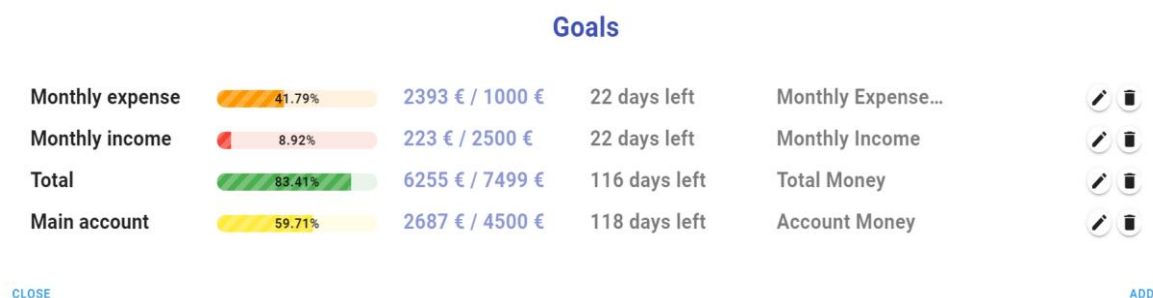 Goals
Monthly expense 41.79% 2393 € / 1000 € 22 days left Monthly Expense...
Monthly income 8.92% 223 € / 2500 € 22 days left Monthly Income
Total 83.41% 6255 € / 7499 € 116 days left Total Money
Main account 59.71% 2687 € / 4500 € 118 days left Account Money
CLOSE ADD